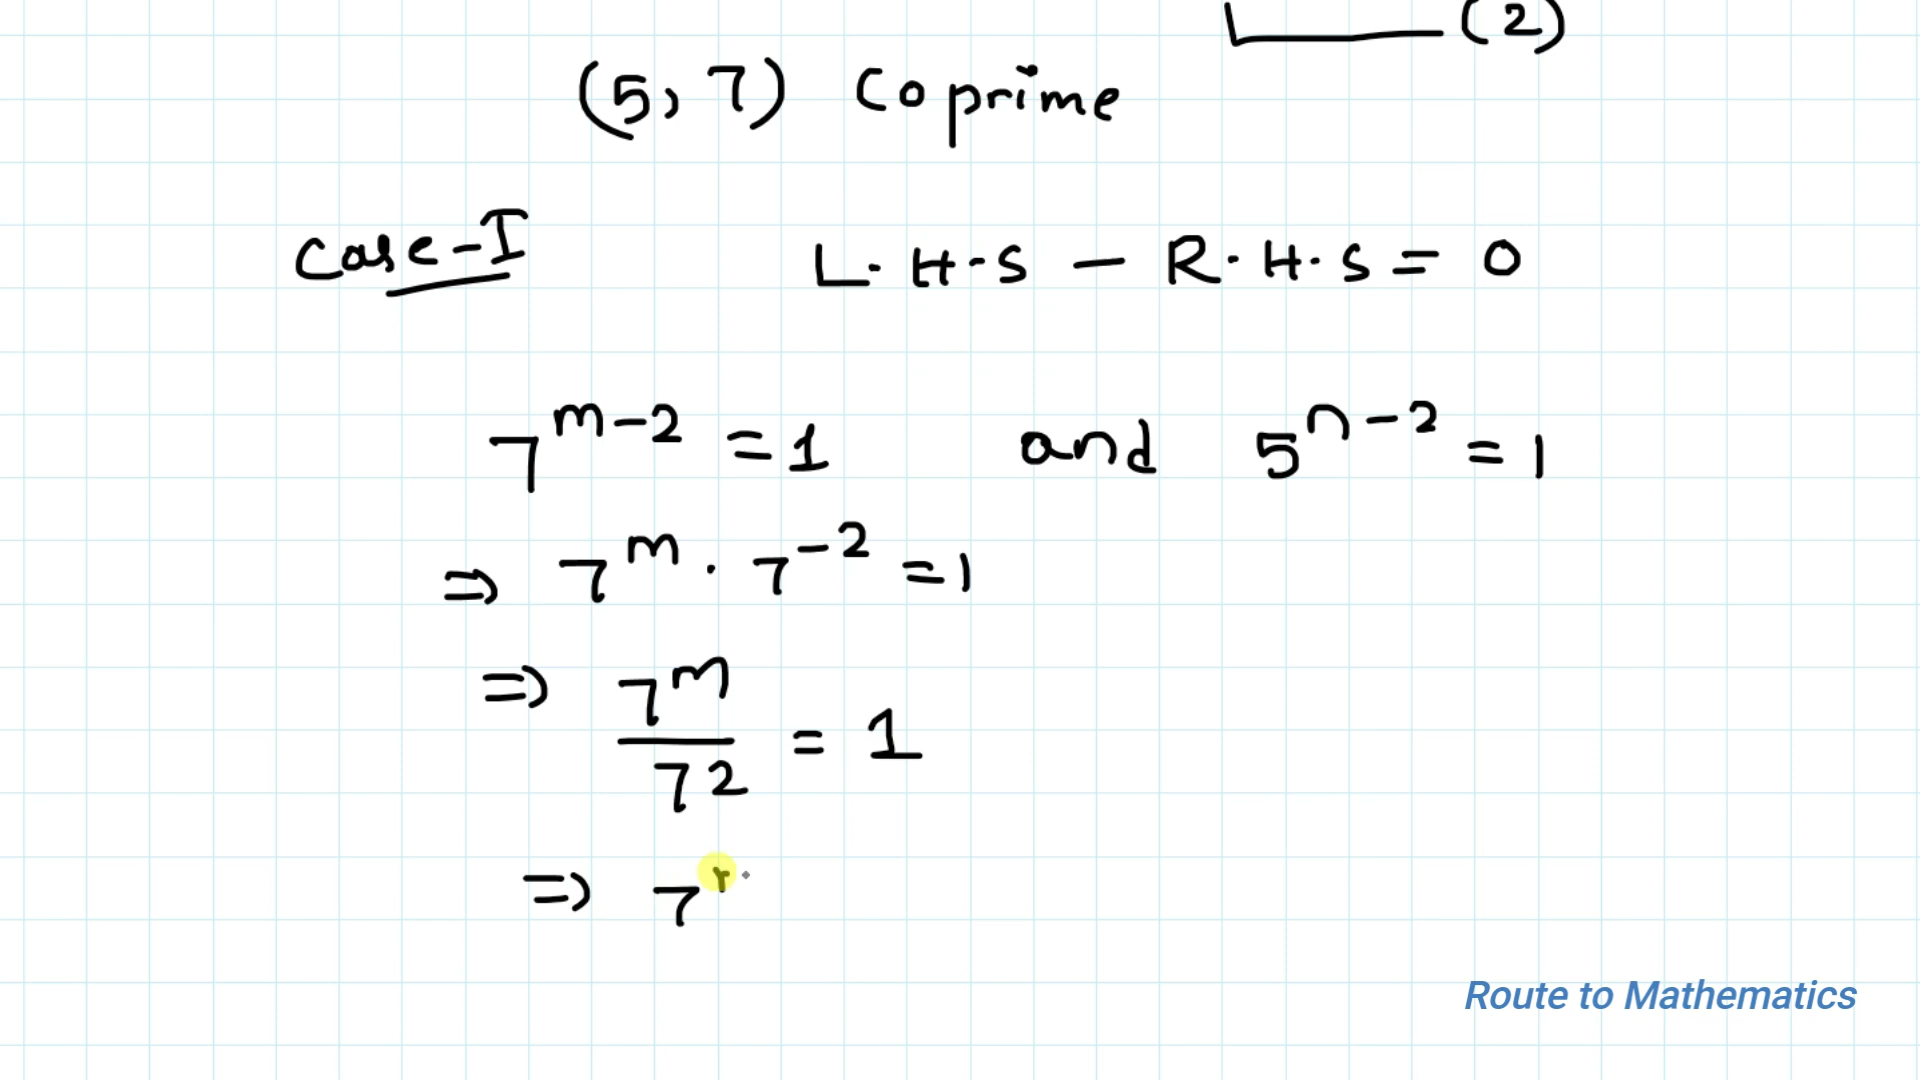 (2)
(5, 7) Coprime
Case-I L.H.S - R.H.S = 0
7^{m-2} = 1 and 5^{n-2} = 1
⇒ 7^m · 7^{-2} = 1
⇒ 7^m / 7^2 = 1
⇒ 7
Route to Mathematics